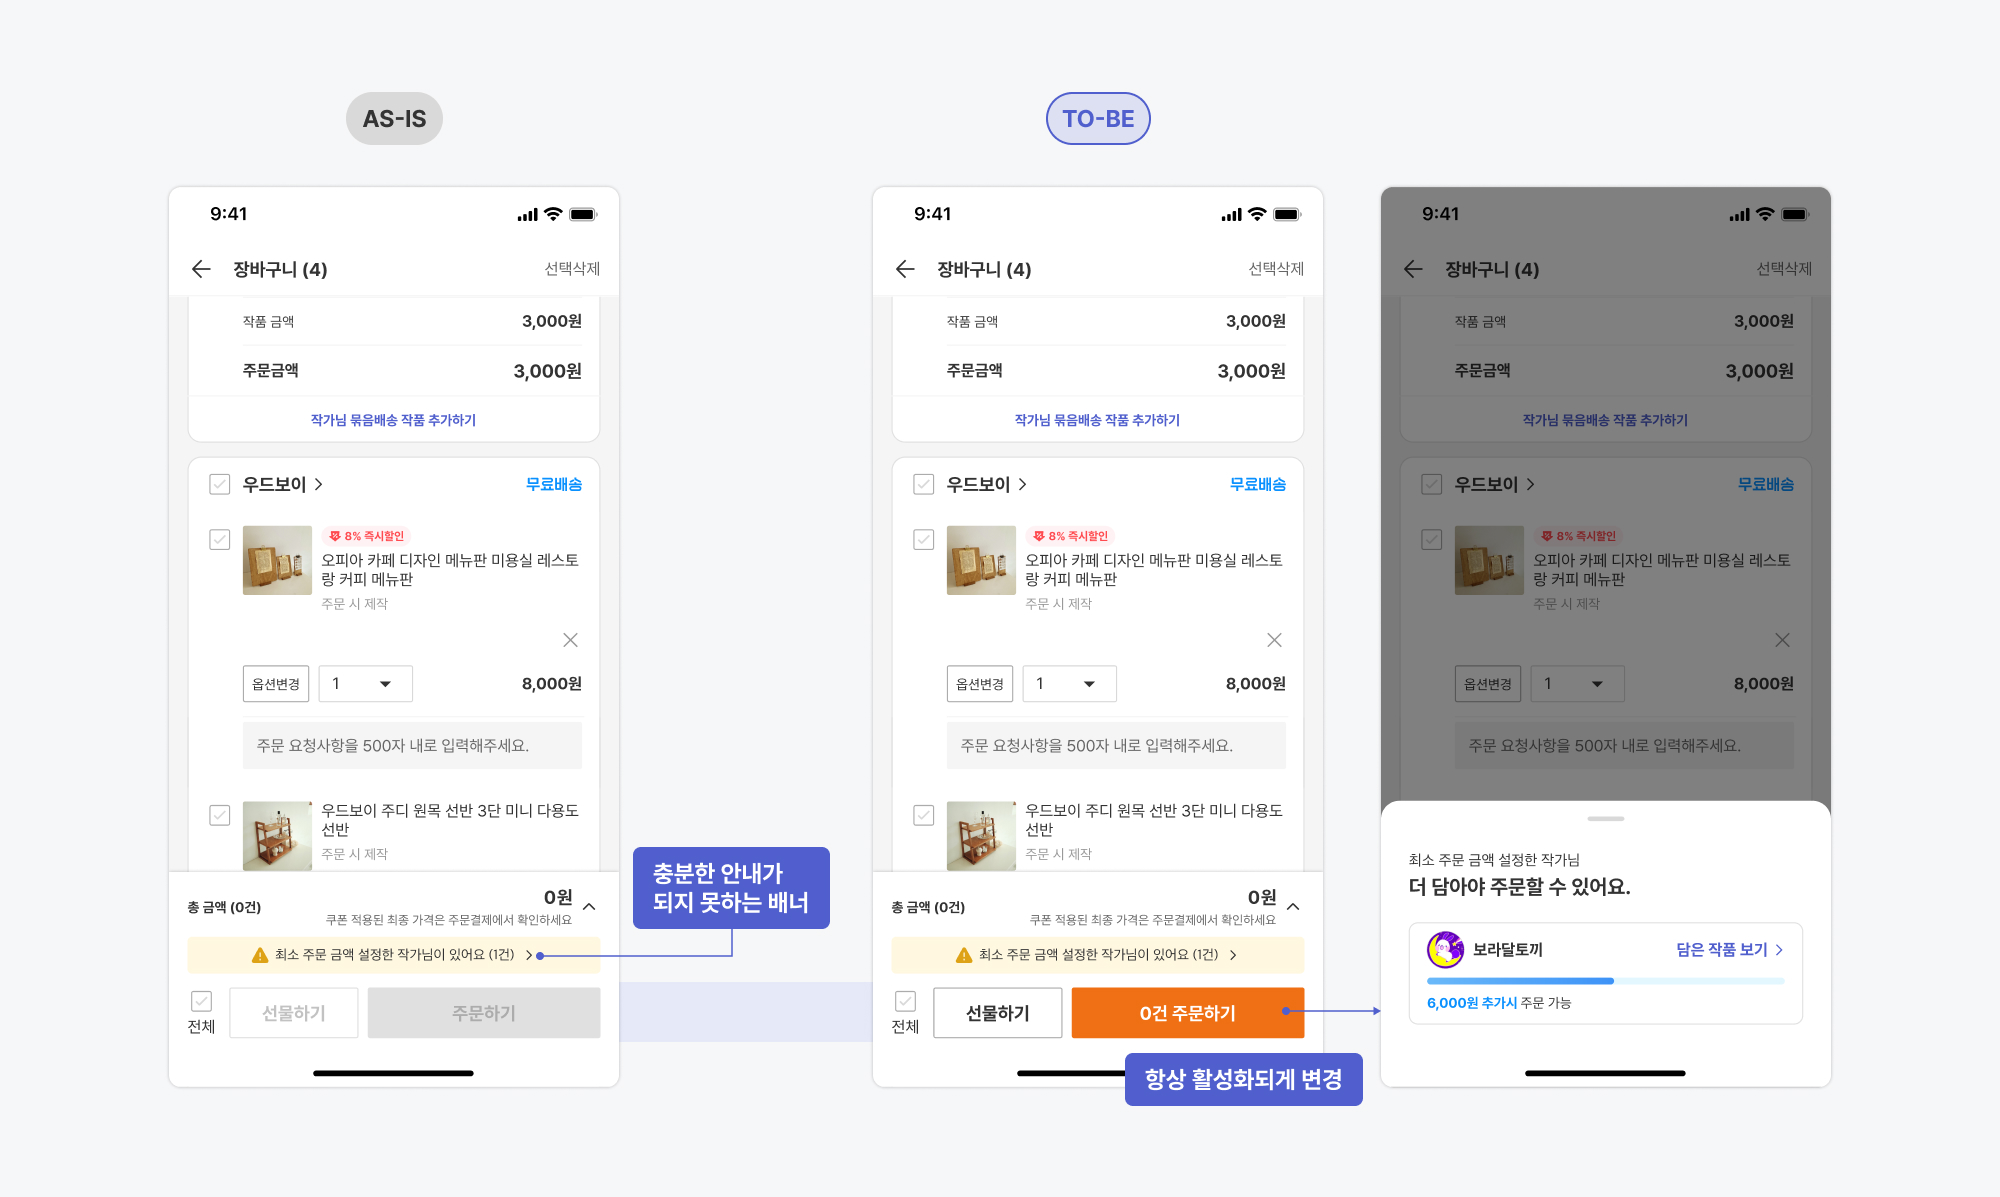 AS-IS
TO-BE
9:41
장바구니 (4)
선택삭제
작품 금액
3,000원
주문금액
3,000원
작가님 묶음배송 작품 추가하기
우드보이
무료배송
8% 즉시할인
오피아 카페 디자인 메뉴판 미용실 레스토
랑 커피 메뉴판
주문 시 제작
옵션변경
1
8,000원
주문 요청사항을 500자 내로 입력해주세요.
우드보이 주디 원목 선반 3단 미니 다용도
선반
주문 시 제작
총 금액 (0건)
0원
쿠폰 적용된 최종 가격은 주문결제에서 확인하세요
최소 주문 금액 설정한 작가님이 있어요 (1건)
전체
선물하기
주문하기
충분한 안내가
되지 못하는 배너
9:41
장바구니 (4)
선택삭제
작품 금액
3,000원
주문금액
3,000원
작가님 묶음배송 작품 추가하기
우드보이
무료배송
8% 즉시할인
오피아 카페 디자인 메뉴판 미용실 레스토
랑 커피 메뉴판
주문 시 제작
옵션변경
1
8,000원
주문 요청사항을 500자 내로 입력해주세요.
우드보이 주디 원목 선반 3단 미니 다용도
선반
주문 시 제작
총 금액 (0건)
0원
쿠폰 적용된 최종 가격은 주문결제에서 확인하세요
최소 주문 금액 설정한 작가님이 있어요 (1건)
전체
선물하기
0건 주문하기
항상 활성화되게 변경
9:41
장바구니 (4)
선택삭제
작품 금액
3,000원
주문금액
3,000원
작가님 묶음배송 작품 추가하기
우드보이
무료배송
8% 즉시할인
오피아 카페 디자인 메뉴판 미용실 레스토
랑 커피 메뉴판
주문 시 제작
옵션변경
1
8,000원
주문 요청사항을 500자 내로 입력해주세요.
최소 주문 금액 설정한 작가님
더 담아야 주문할 수 있어요.
보라달토끼
담은 작품 보기
6,000원 추가시 주문 가능